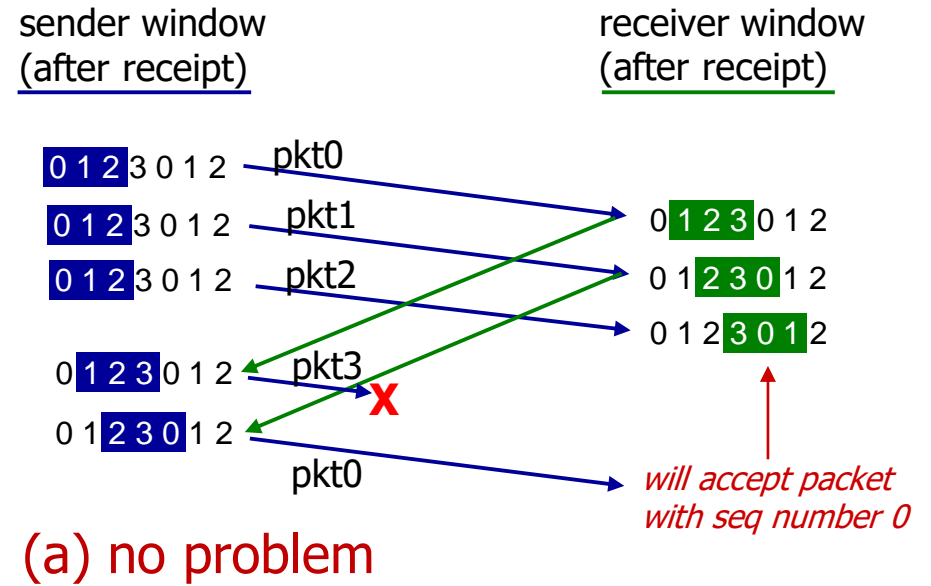 sender window
(after receipt)
receiver window
(after receipt)
0 1 2 3 0 1 2
pkt0
0 1 2 3 0 1 2
pkt1
0 1 2 3 0 1 2
0 1 2 3 0 1 2
pkt2
0 1 2 3 0 1 2
0 1 2 3 0 1 2
0 1 2 3 0 1 2
pkt3
X
0 1 2 3 0 1 2
pkt0
will accept packet
with seq number 0
(a) no problem